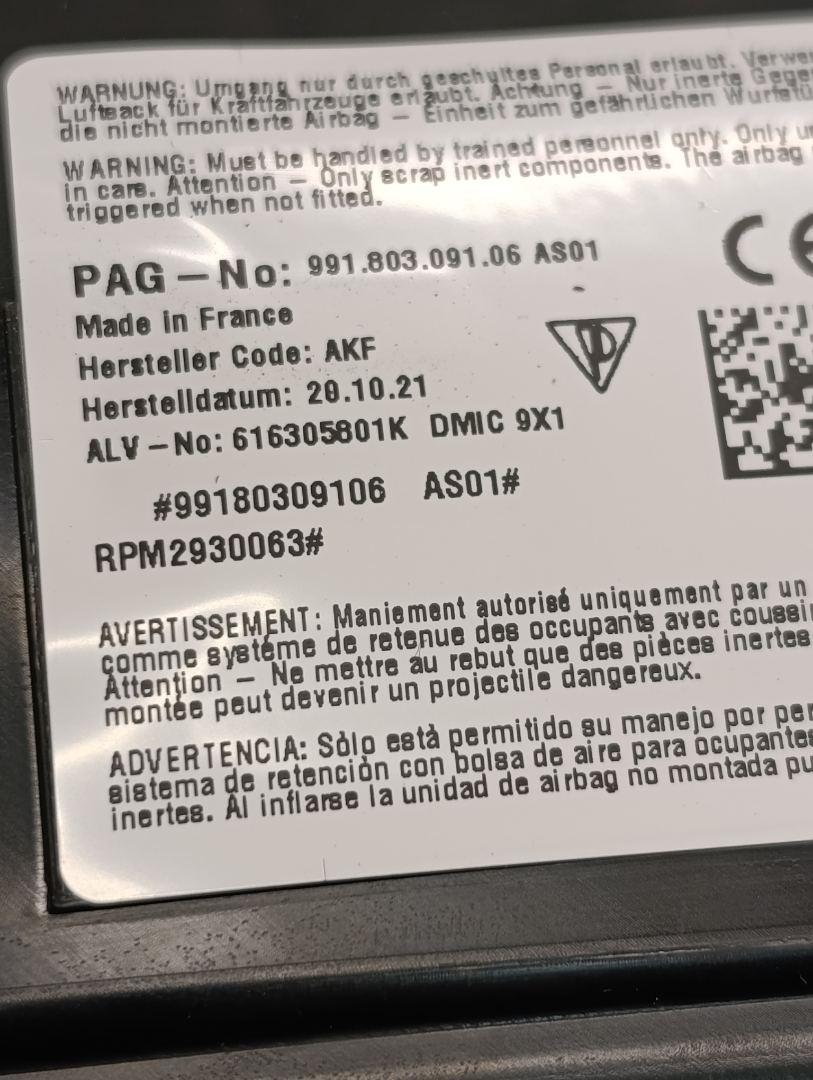 WARNUNG: Umgang nur durch geschultes Personal erlaubt.
Luftsack für Kraftfahrzeuge erlaubt. Achtung — Nur inerte
die nicht montierte Airbag — Einheit zum gefährlichen
WARNING: Must be handled by trained personnel only. Only
in cars. Attention — Only scrap inert components. The airbag
triggered when not fitted.
PAG—No: 991.803.091.06 AS01
CE
Made in France
Hersteller Code: AKF
Herstelldatum: 20.10.21
ALV—No: 616305801K DMIC 9X1
#99180309106 AS01#
RPM2930063#
AVERTISSEMENT: Maniement autorisé uniquement par un
comme système de retenue des occupants avec
Attention — Ne mettre au rebut que des pièces inertes
montée peut devenir un projectile dangereux.
ADVERTENCIA: Sòlo està permitido su manejo por
sistema de retenciòn con bolsa de aire para
inertes. Al inflarse la unidad de airbag no montada